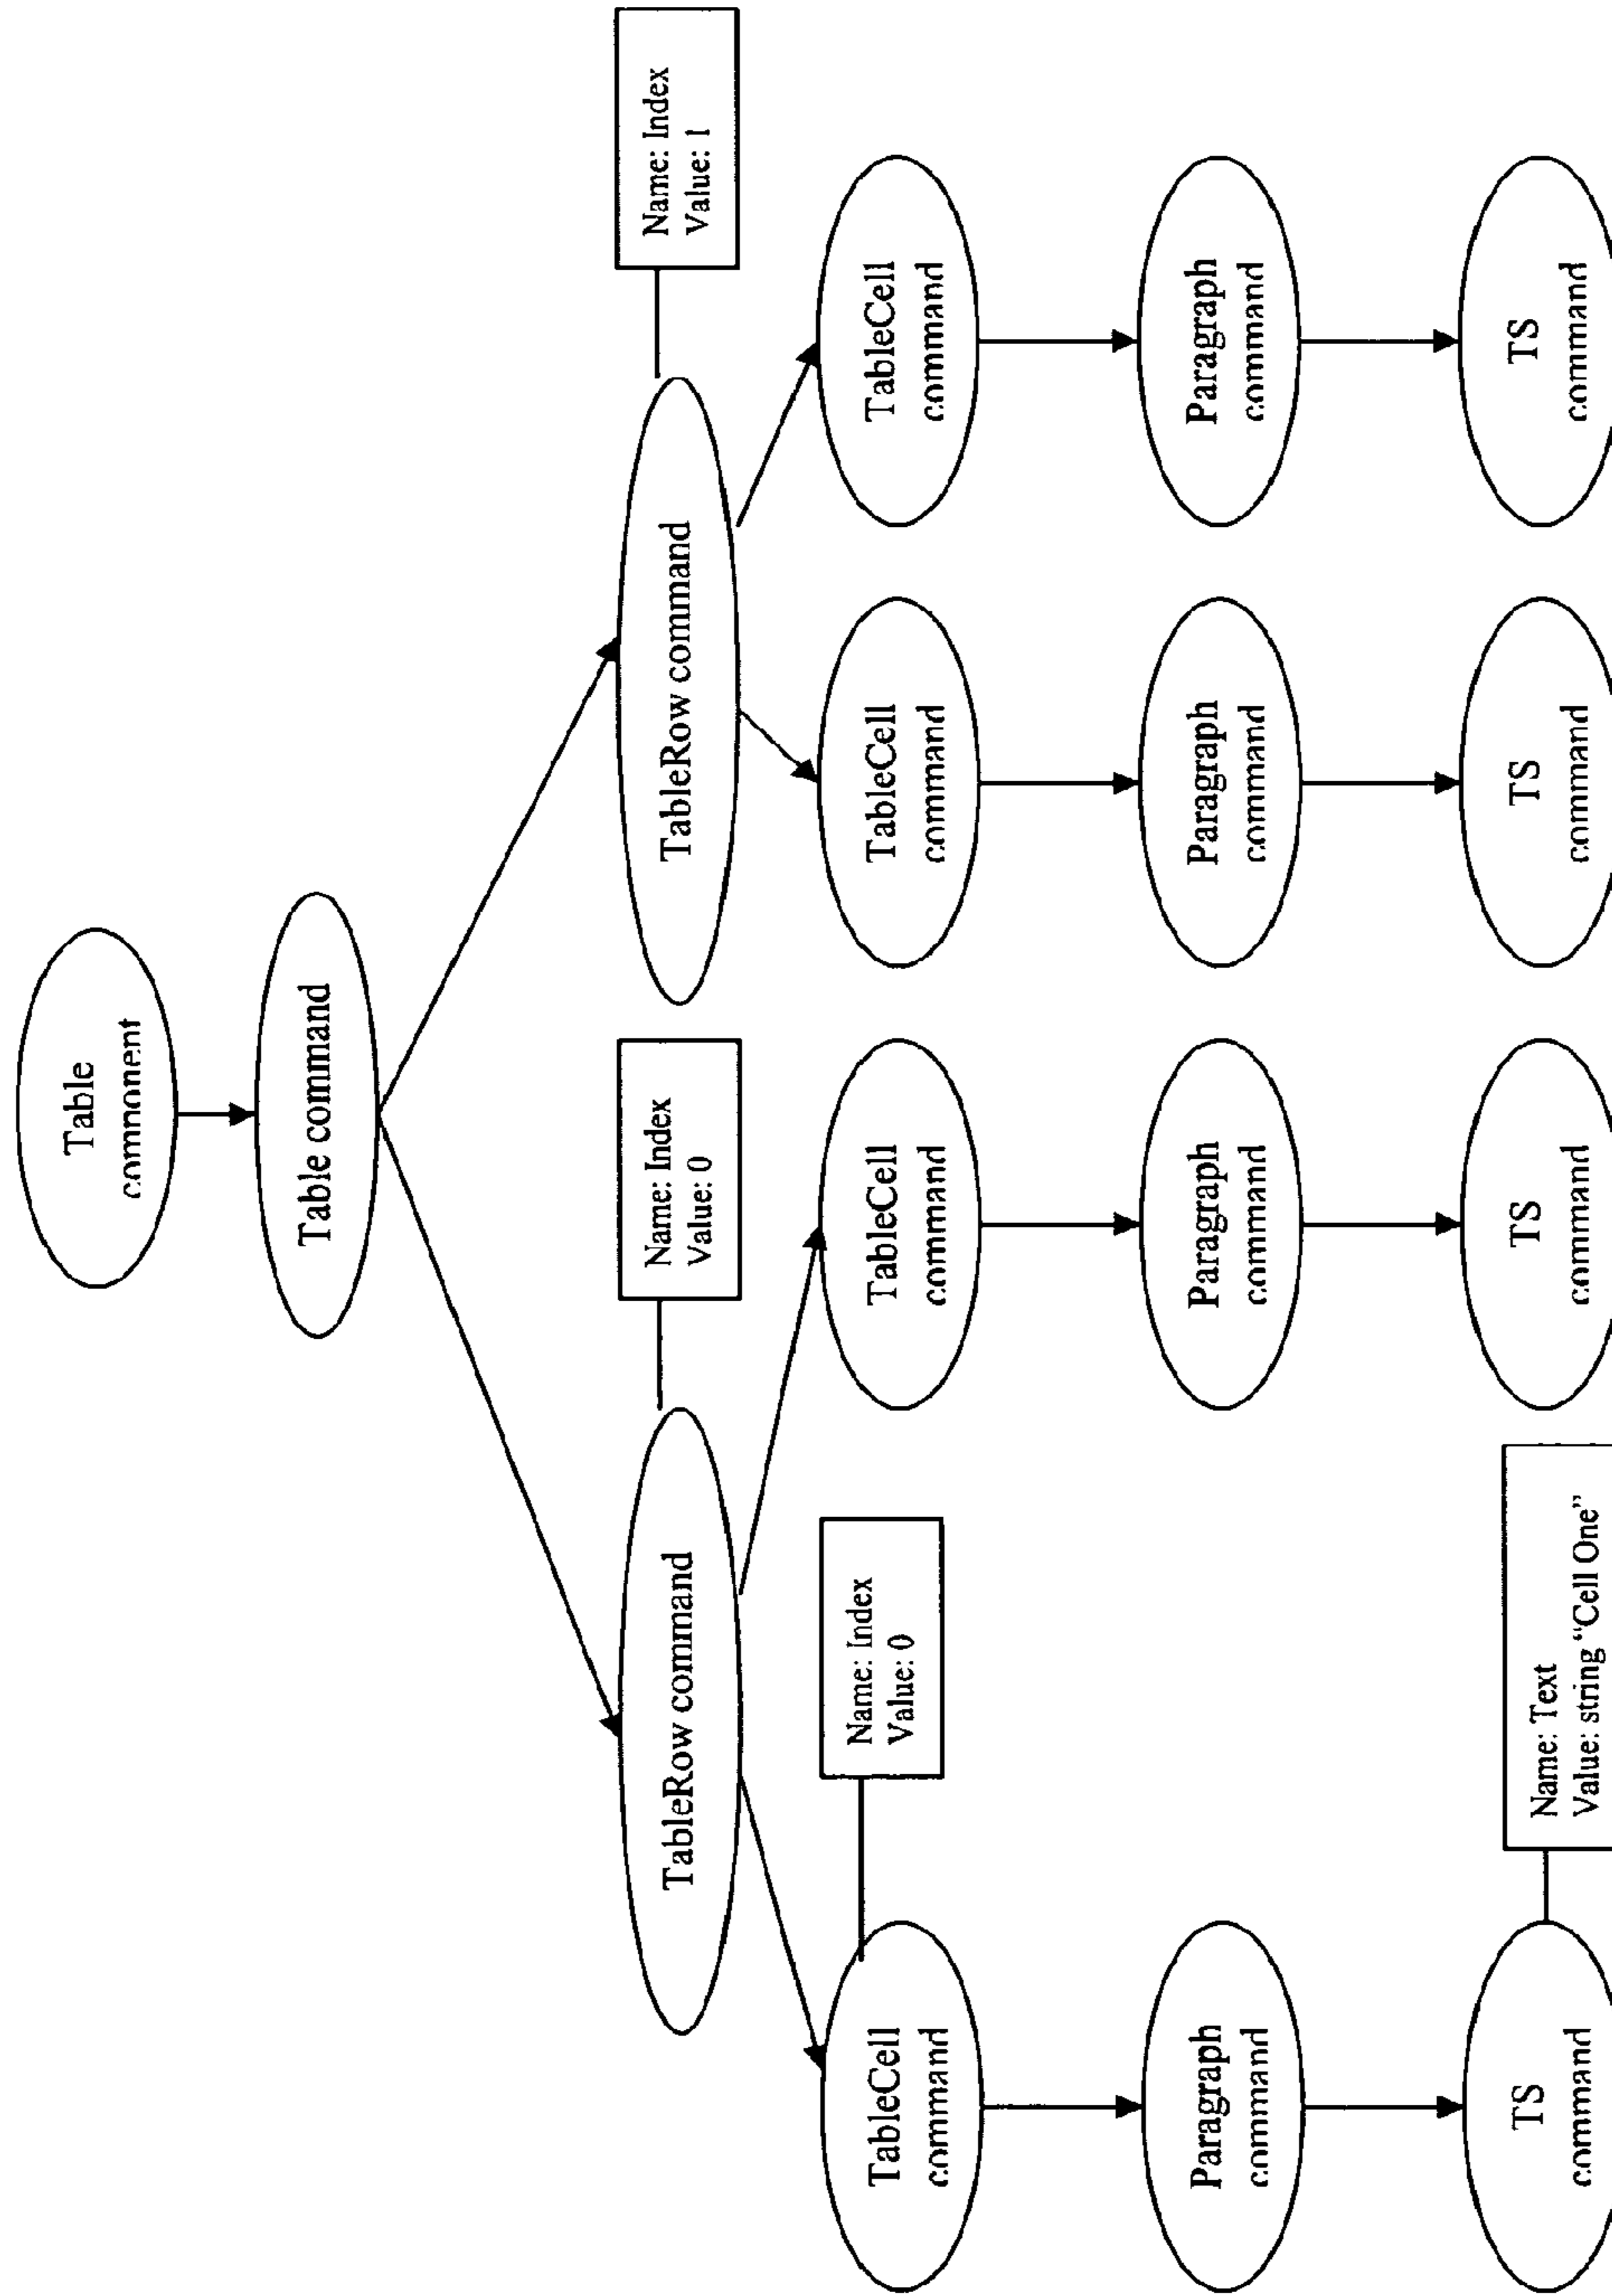 Table
component
Table command
TableRow command
Name: Index
Value: 0
TableRow command
Name: Index
Value: 1
TableCell
command
Name: Index
Value: 0
TableCell
command
TableCell
command
TableCell
command
Paragraph
command
Paragraph
command
Paragraph
command
Paragraph
command
TS
command
Name: Text
Value: string “Cell One”
TS
command
TS
command
TS
command